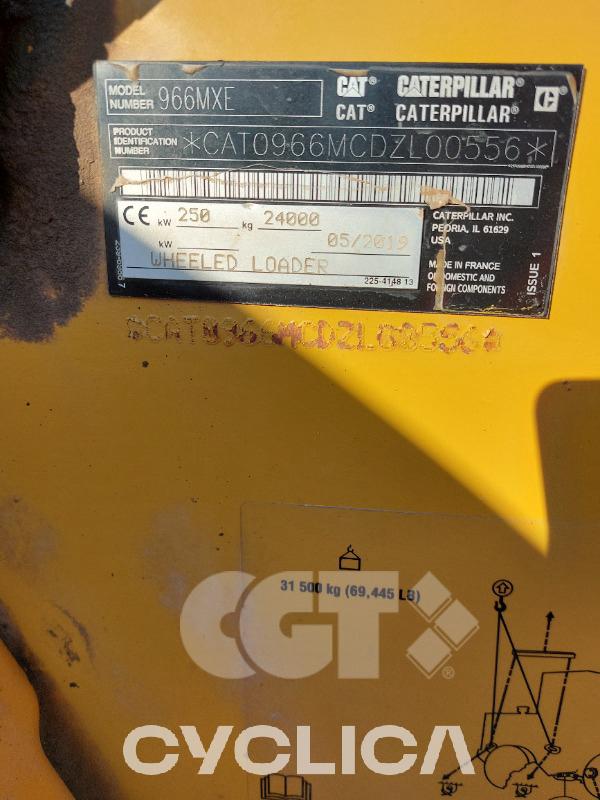 MODEL NUMBER 966MXE
CAT® CATERPILLAR®
CAT® CATERPILLAR®
PRODUCT IDENTIFICATION NUMBER *CAT0966MCDZL00556*
CE kW 250 kg 24000
kW 05/2019
WHEELED LOADER
225-4148 13
CATERPILLAR INC.
PEORIA, IL 61629
USA
MADE IN FRANCE
OF DOMESTIC AND
FOREIGN COMPONENTS
ISSUE 1
31 500 kg (69,445 LB)
CGT
CYCLICA